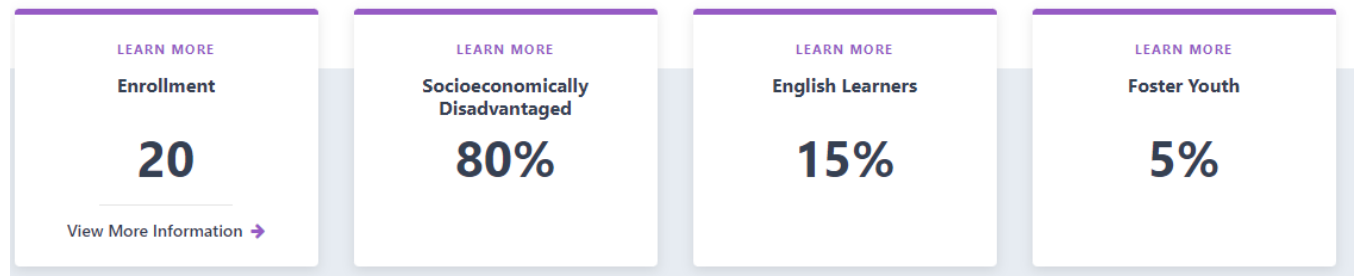 LEARN MORE
Enrollment
20
View More Information
LEARN MORE
Socioeconomically
Disadvantaged
80%
LEARN MORE
English Learners
15%
LEARN MORE
Foster Youth
5%